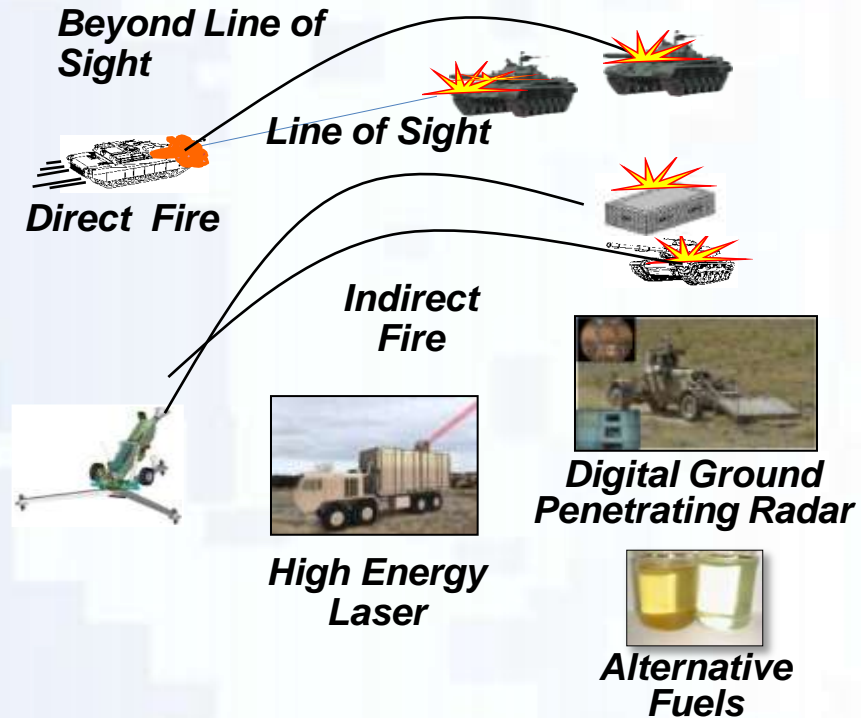 Beyond Line of
Sight
Line of Sight
Direct Fire
Indirect
Fire
Digital Ground
Penetrating Radar
High Energy
Laser
Alternative
Fuels